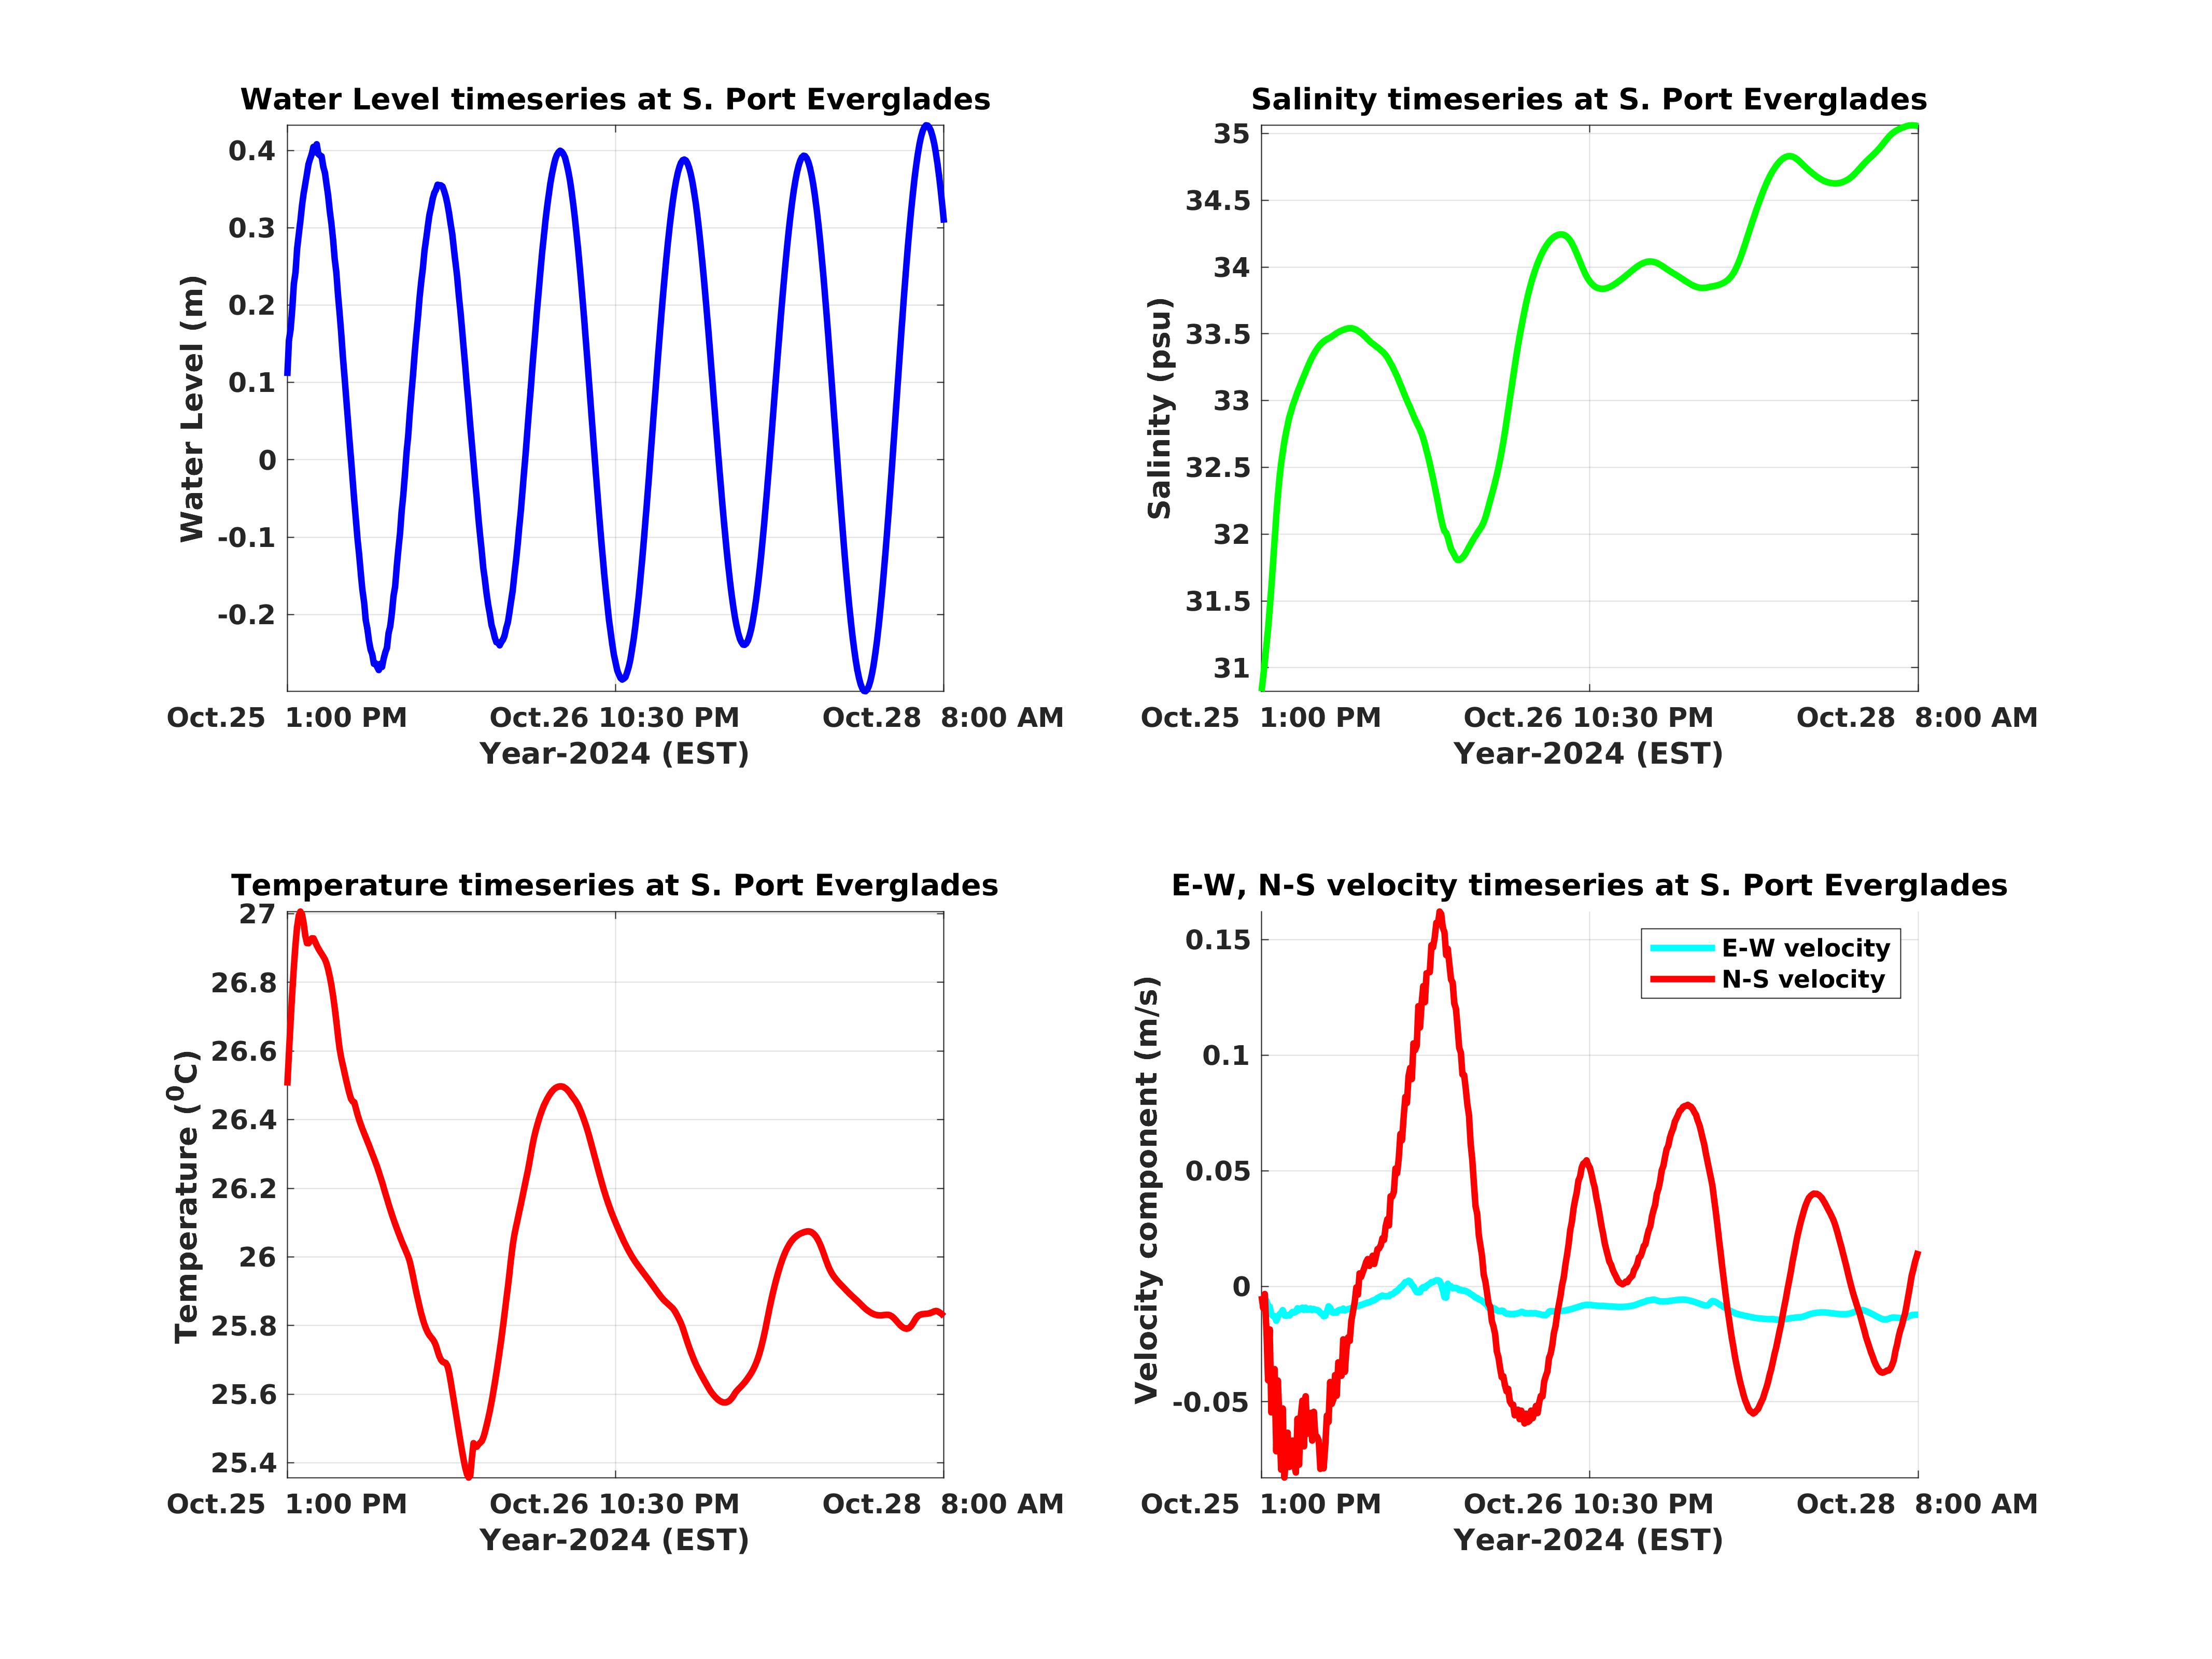 Water Level timeseries at S. Port Everglades
0.4
0.3
0.2
0.1
0
-0.1
-0.2
Water Level (m)
Oct.25 1:00 PM Oct.26 10:30 PM Oct.28 8:00 AM
Year-2024 (EST)
Salinity timeseries at S. Port Everglades
35
34.5
34
33.5
33
32.5
32
31.5
31
Salinity (psu)
Oct.25 1:00 PM Oct.26 10:30 PM Oct.28 8:00 AM
Year-2024 (EST)
Temperature timeseries at S. Port Everglades
27
26.8
26.6
26.4
26.2
26
25.8
25.6
25.4
Temperature (⁰C)
Oct.25 1:00 PM Oct.26 10:30 PM Oct.28 8:00 AM
Year-2024 (EST)
E-W, N-S velocity timeseries at S. Port Everglades
0.15
0.1
0.05
0
-0.05
Velocity component (m/s)
E-W velocity
N-S velocity
Oct.25 1:00 PM Oct.26 10:30 PM Oct.28 8:00 AM
Year-2024 (EST)